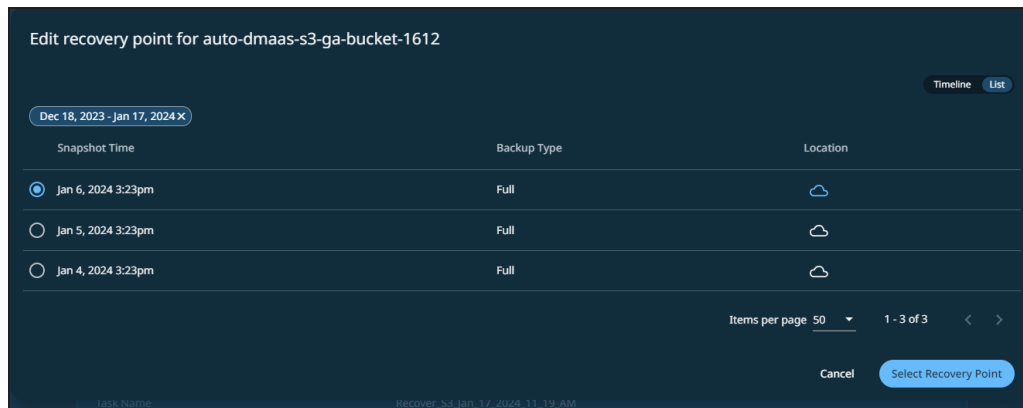 Edit recovery point for auto-dmaas-s3-ga-bucket-1612
Timeline List
Dec 18, 2023 - Jan 17, 2024 ×
Snapshot Time Backup Type Location
Jan 6, 2024 3:23pm Full
Jan 5, 2024 3:23pm Full
Jan 4, 2024 3:23pm Full
Items per page 50 1 - 3 of 3
Cancel Select Recovery Point
Task Name Recover_S3_Jan_17_2024_11_19_AM